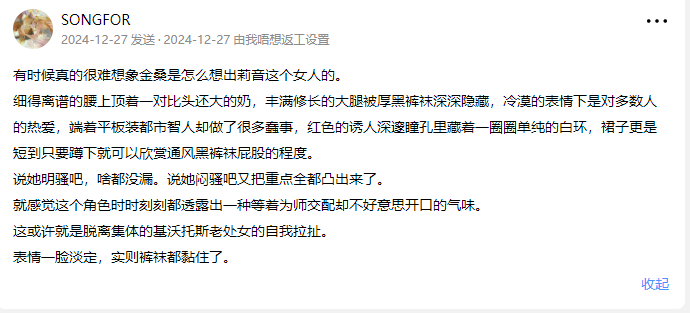 SONGFOR
2024-12-27 发送 · 2024-12-27 由我唔想返工设置
有时候真的很难想象金桑是怎么想出莉音这个女人的。
细得离谱的腰上顶着一对比头还大的奶，丰满修长的大腿被厚黑裤袜深深隐藏，冷漠的表情下是对多数人
的热爱，端着平板装都市智人却做了很多蠢事，红色的诱人深邃瞳孔里藏着一圈圈单纯的白环，裙子更是
短到只要蹲下就可以欣赏通风黑裤袜屁股的程度。
说她明骚吧，啥都没漏。说她闷骚吧又把重点全都凸出来了。
就感觉这个角色时时刻刻都透露出一种等着为师交配却不好意思开口的气味。
这或许就是脱离集体的基沃托斯老处女的自我拉扯。
表情一脸淡定，实则裤袜都黏住了。
收起